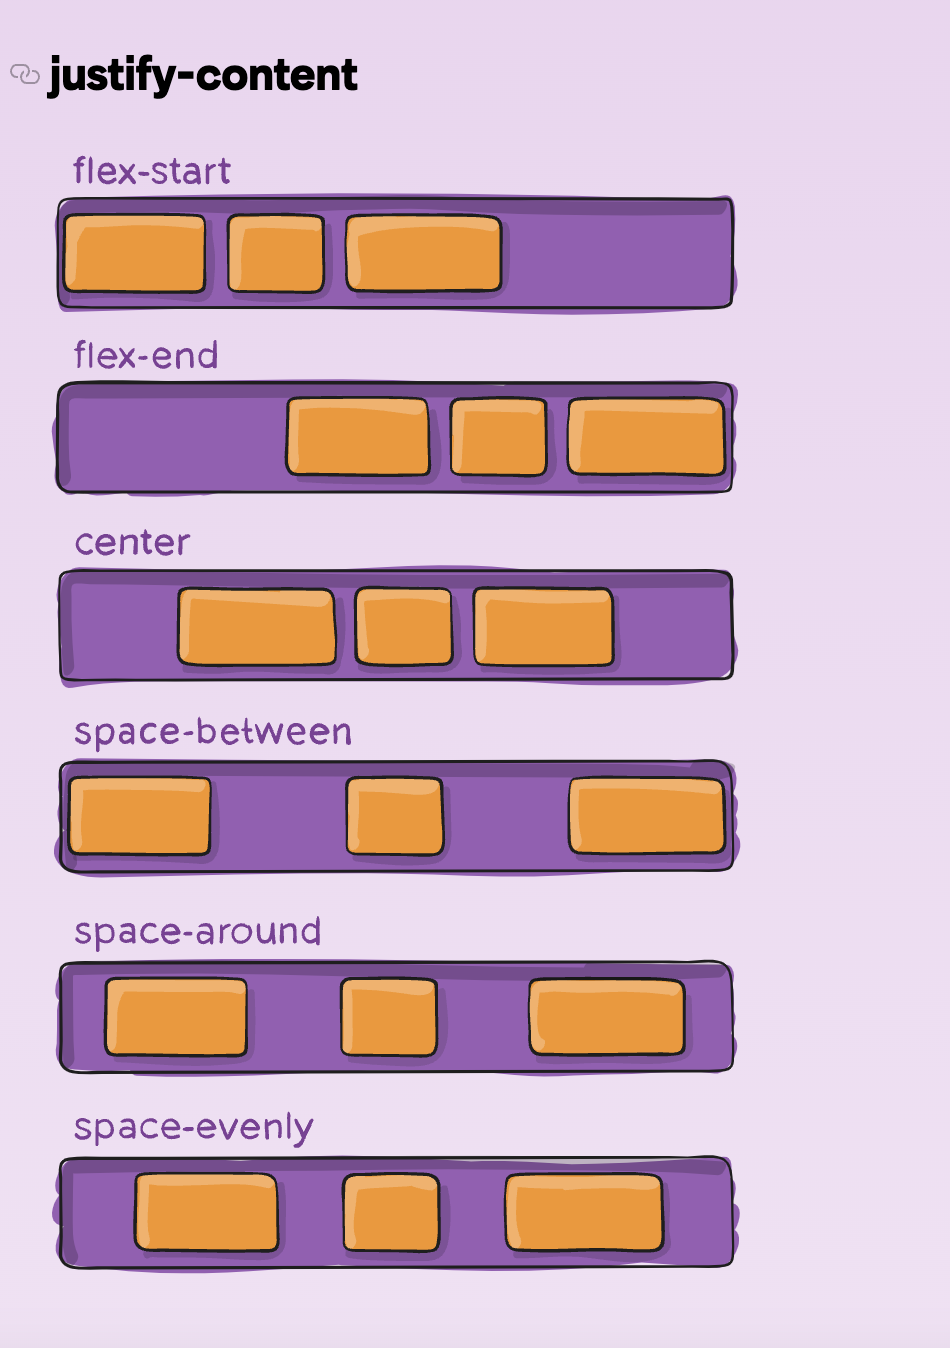 justify-content
flex-start
flex-end
center
space-between
space-around
space-evenly